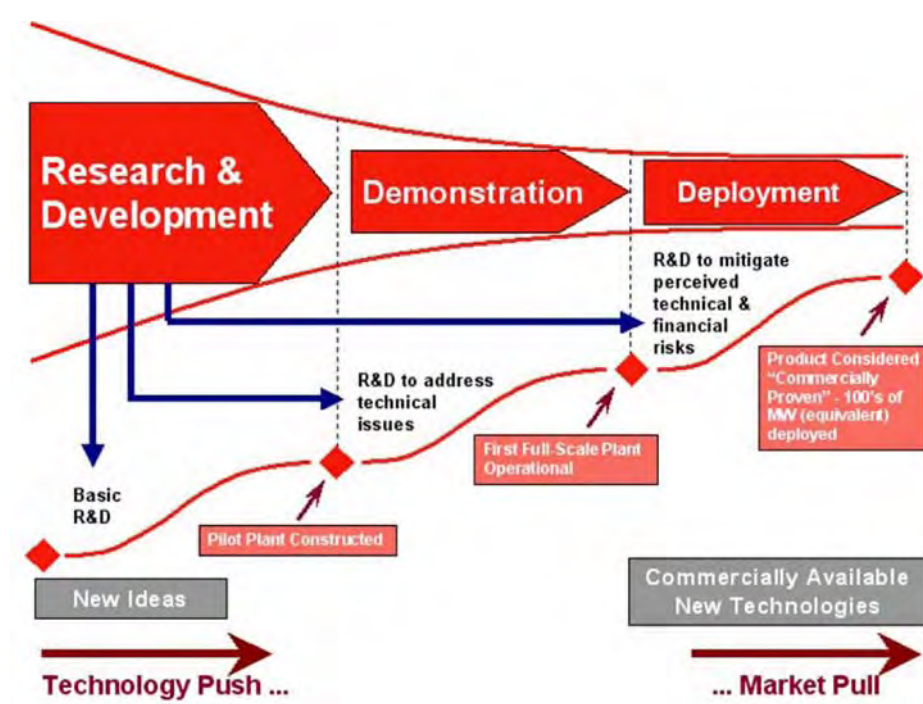 Research &
Development
Demonstration
Deployment
R&D to mitigate
perceived
technical &
financial
risks
Product Considered
"Commercially
Proven" - 100's of
MW (equivalent)
deployed
R&D to address
technical
issues
First Full-Scale Plant
Operational
Basic
R&D
Pilot Plant Constructed
New Ideas
Commercially Available
New Technologies
Technology Push ...
... Market Pull